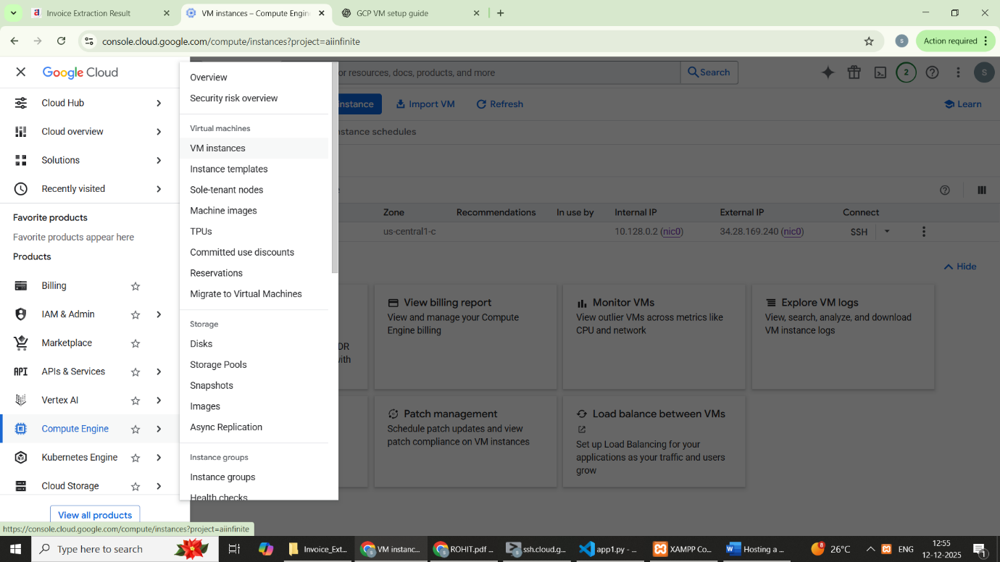 Invoice Extraction Result
VM instances – Compute Engin
GCP VM setup guide
console.cloud.google.com/compute/instances?project=aiinfinite
S
Action required
Google Cloud
or resources, docs, products, and more
Search
2
S
Cloud Hub
Cloud overview
Solutions
Recently visited
Favorite products
Favorite products appear here
Products
Billing
IAM & Admin
Marketplace
API APIs & Services
Vertex AI
Compute Engine
Kubernetes Engine
Cloud Storage
View all products
Overview
Security risk overview
Virtual machines
VM instances
Instance templates
Sole-tenant nodes
Machine images
TPUs
Committed use discounts
Reservations
Migrate to Virtual Machines
Storage
Disks
Storage Pools
Snapshots
Images
Async Replication
Instance groups
Instance groups
Health checks
instance
Import VM
Refresh
Learn
nstance schedules
Zone Recommendations In use by Internal IP External IP Connect
us-central1-c 10.128.0.2 (nic0) 34.28.169.240 (nic0) SSH
Hide
DR
vith
View billing report
View and manage your Compute
Engine billing
Monitor VMs
View outlier VMs across metrics like
CPU and network
Explore VM logs
View, search, analyze, and download
VM instance logs
Patch management
Schedule patch updates and view
patch compliance on VM instances
Load balance between VMs
Set up Load Balancing for your
applications as your traffic and users
grow
https://console.cloud.google.com/compute/instances?project=aiinfinite
Type here to search
Invoice_Ext...
VM instanc...
ROHIT.pdf ...
ssh.cloud.g...
app1.py - ...
XAMPP Co...
Hosting a ...
8
26°C
ENG
12:55
12-12-2025
1